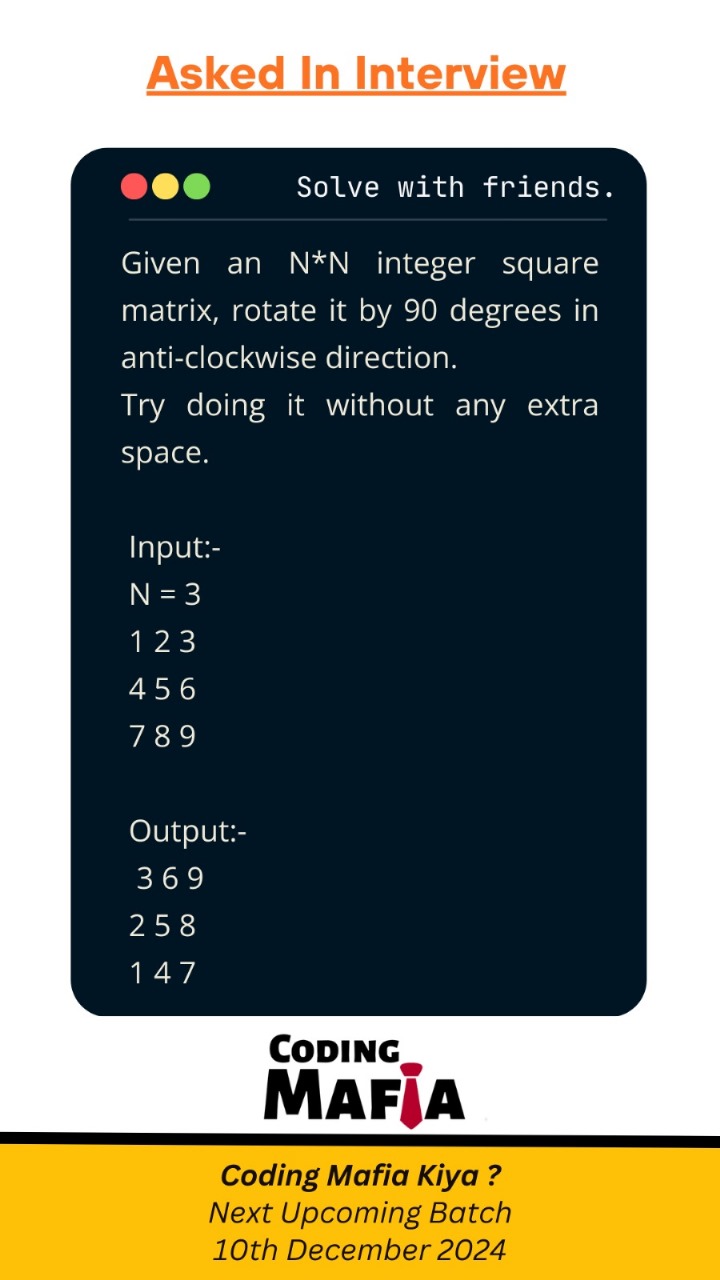 Asked In Interview
Solve with friends.
Given an N*N integer square
matrix, rotate it by 90 degrees in
anti-clockwise direction.
Try doing it without any extra
space.
Input:-
N = 3
1 2 3
4 5 6
7 8 9
Output:-
3 6 9
2 5 8
1 4 7
CODING
MAFIA
Coding Mafia Kiya ?
Next Upcoming Batch
10th December 2024